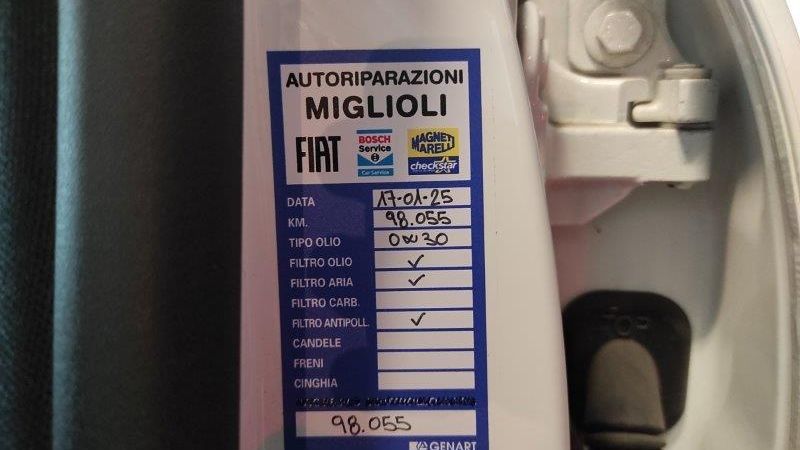 AUTORIPARAZIONI
MIGLIOLI
FIAT
BOSCH
Service
Car Service
MAGNETI
MARELLI
checkstar
DATA 17-01-25
KM. 98.055
TIPO OLIO 0W30
FILTRO OLIO ✓
FILTRO ARIA ✓
FILTRO CARB.
FILTRO ANTIPOLL. ✓
CANDELE
FRENI
CINGHIA
98.055
GENART